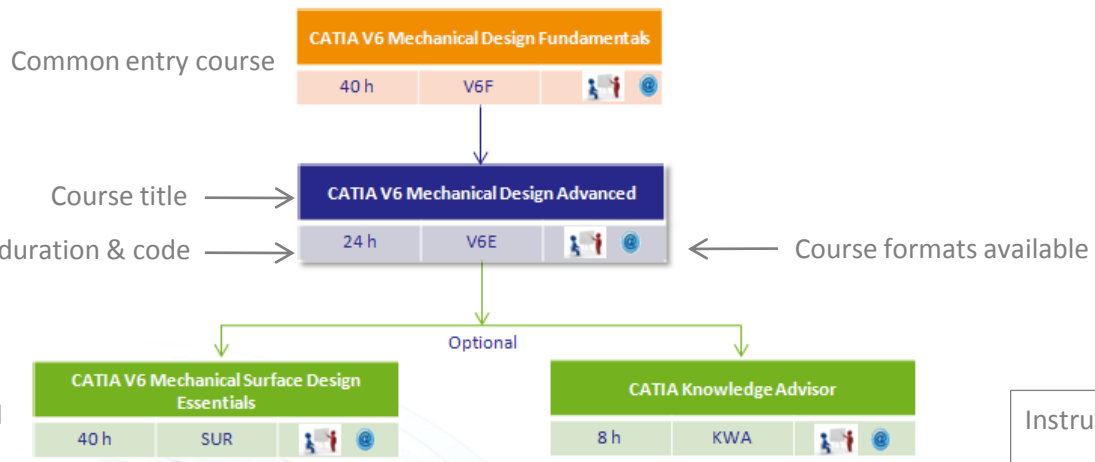 CATIA V6 Mechanical Design Fundamentals
Common entry course
40 h V6F
Course title
CATIA V6 Mechanical Design Advanced
duration & code
24 h V6E
Course formats available
Optional
CATIA V6 Mechanical Surface Design
Essentials
CATIA Knowledge Advisor
40 h SUR
8 h KWA
Instru